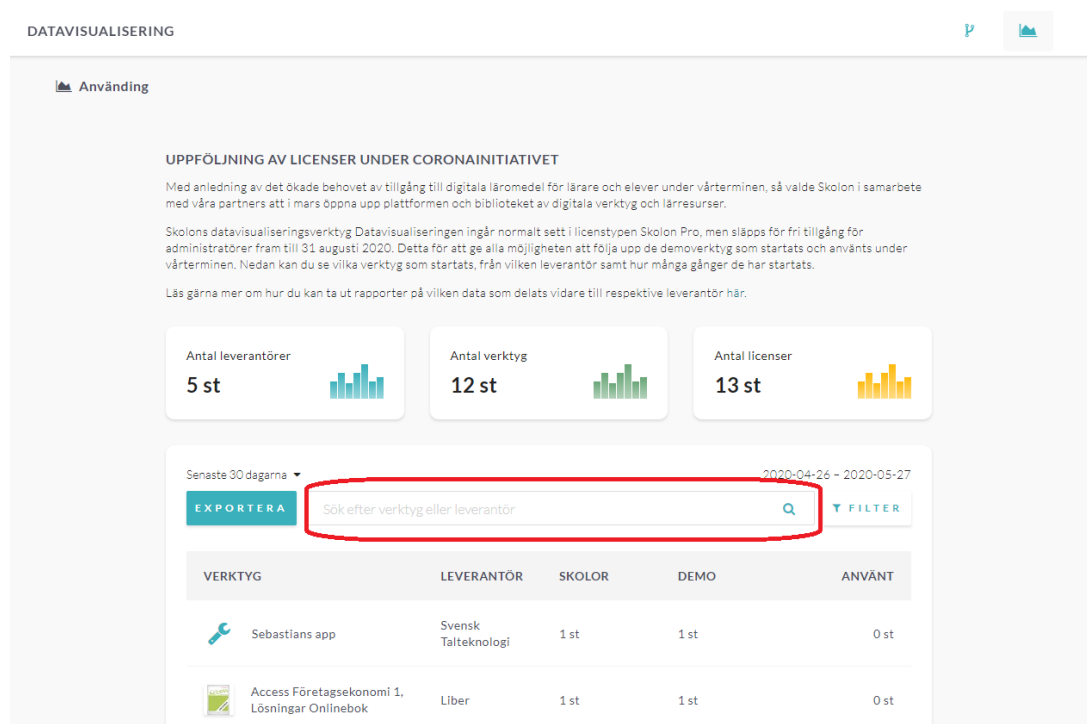 DATAVISUALISERING
Använding
UPPFÖLJNING AV LICENSER UNDER CORONAINITIATIVET
Med anledning av det ökade behovet av tillgång till digitala läromedel för lärare och elever under vårterminen, så valde Skolon i samarbete
med våra partners att i mars öppna upp plattformen och biblioteket av digitala verktyg och lärresurser.
Skolons datavisualiseringsverktyg Datavisualiseringen ingår normalt sett i licenstypen Skolon Pro, men släpps för fri tillgång för
administratörer fram till 31 augusti 2020. Detta för att ge alla möjligheten att följa upp de demoverktyg som startats och använts under
vårterminen. Nedan kan du se vilka verktyg som startats, från vilken leverantör samt hur många gånger de har startats.
Läs gärna mer om hur du kan ta ut rapporter på vilken data som delats vidare till respektive leverantör här.
Antal leverantörer
5 st
Antal verktyg
12 st
Antal licenser
13 st
Senaste 30 dagarna
2020-04-26 – 2020-05-27
EXPORTERA
Sök efter verktyg eller leverantör
FILTER
VERKTYG LEVERANTÖR SKOLOR DEMO ANVÄNT
Sebastians app Svensk Talteknologi 1 st 1 st 0 st
Access Företagsekonomi 1,
Lösningar Onlinebok Liber 1 st 1 st 0 st